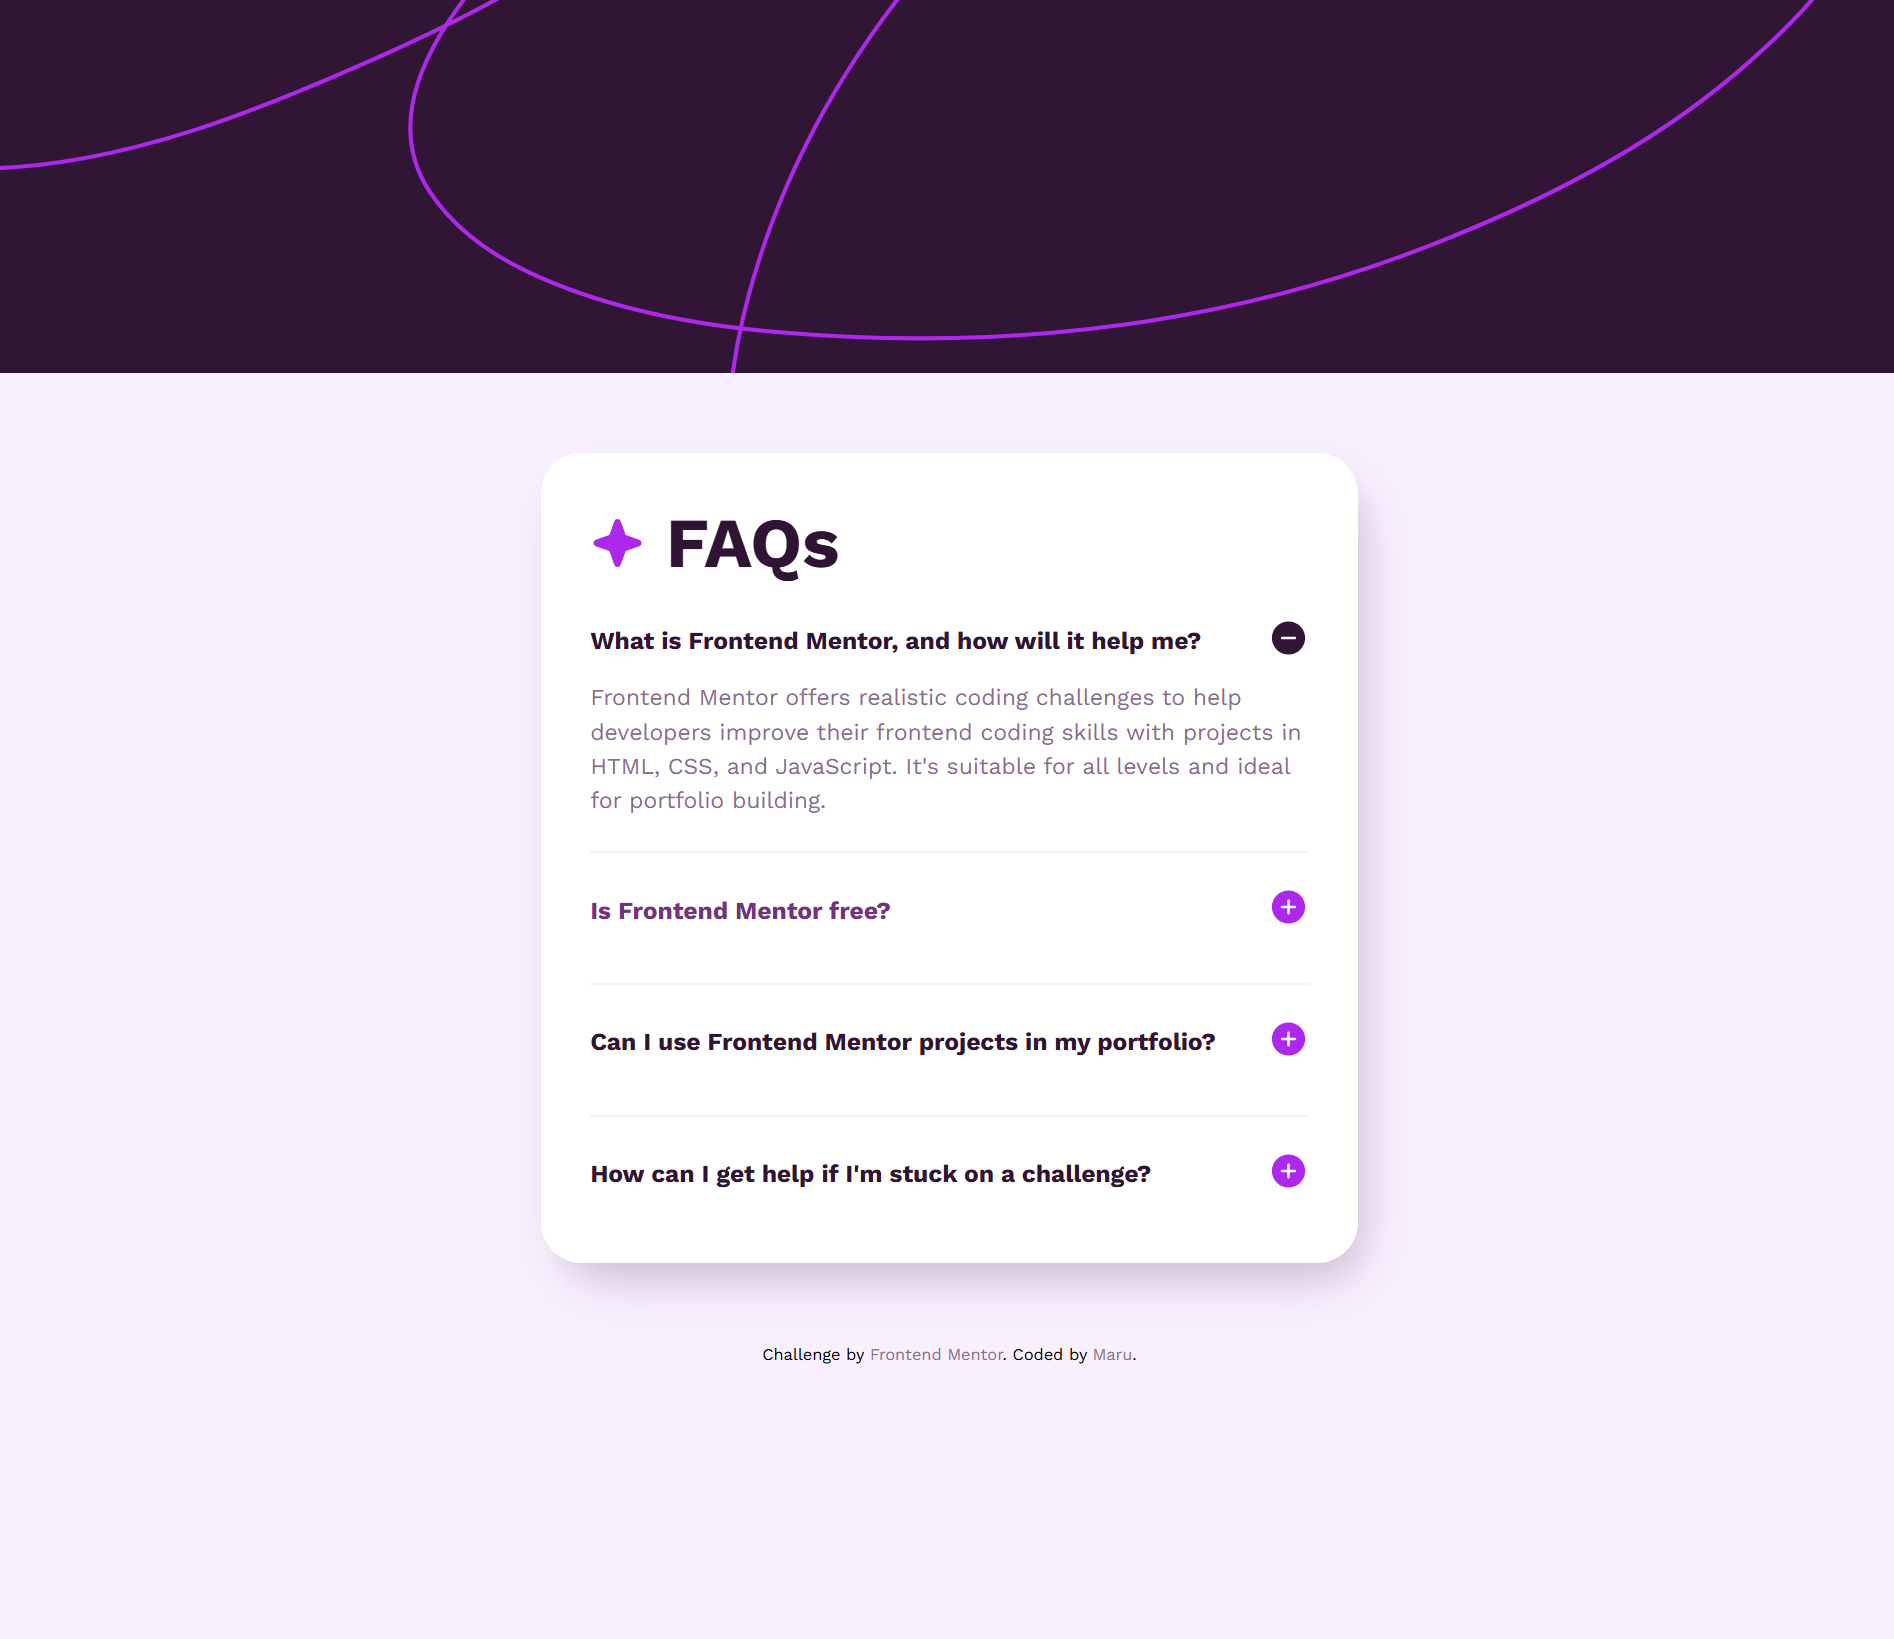 FAQs
What is Frontend Mentor, and how will it help me?
Frontend Mentor offers realistic coding challenges to help
developers improve their frontend coding skills with projects in
HTML, CSS, and JavaScript. It's suitable for all levels and ideal
for portfolio building.
Is Frontend Mentor free?
Can I use Frontend Mentor projects in my portfolio?
How can I get help if I'm stuck on a challenge?
Challenge by Frontend Mentor. Coded by Maru.